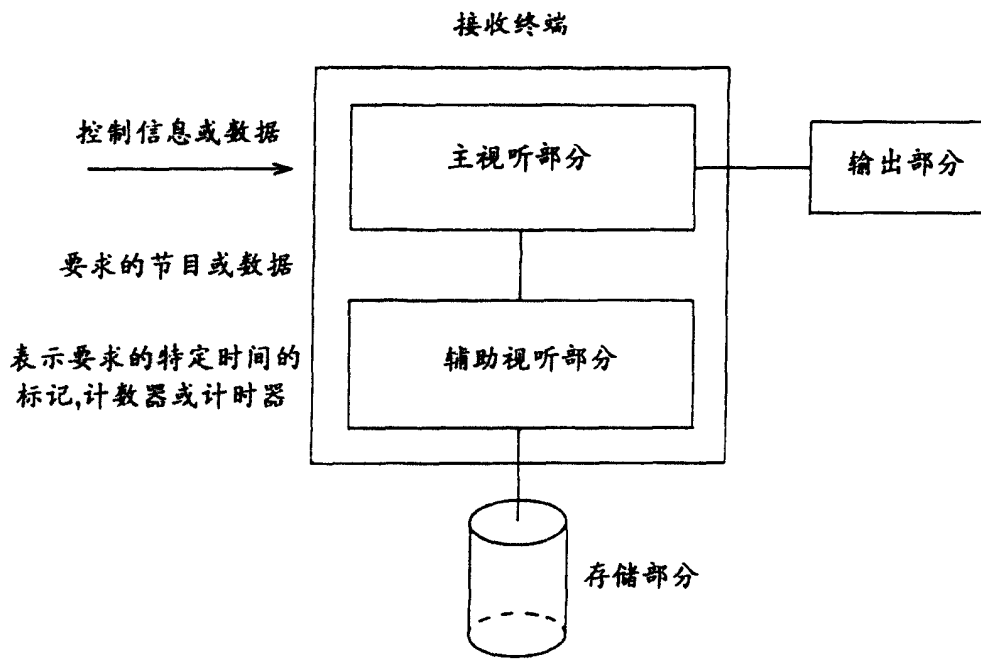 接收终端
控制信息或数据
主视听部分
输出部分
要求的节目或数据
表示要求的特定时间的
标记,计数器或计时器
辅助视听部分
存储部分